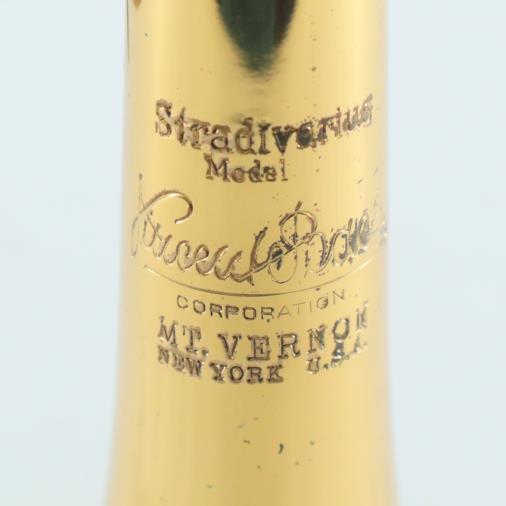 Stradivarius
Model
Vincent Bach
CORPORATION
MT. VERNON
NEW YORK U.S.A.